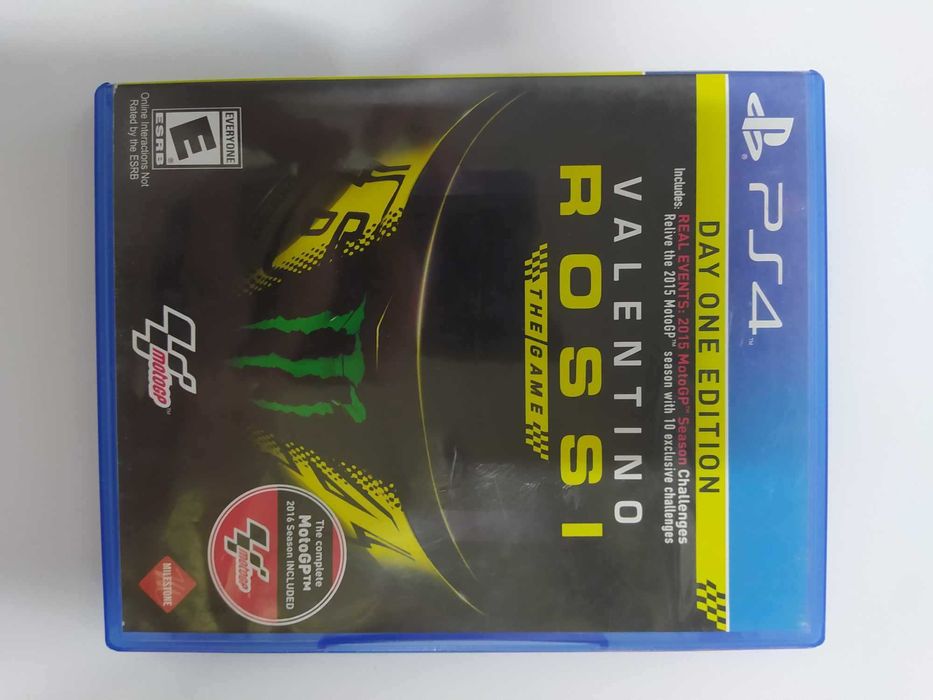 PS4™
DAY ONE EDITION
Includes: REAL EVENTS: 2015 MotoGP™ Season Challenges
Relive the 2015 MotoGP™ season with 10 exclusive challenges
VALENTINO
ROSSI
THE GAME
EVERYONE
E
ESRB
Online Interactions Not
Rated by the ESRB
motogp™
The complete
MotoGP™
2016 Season INCLUDED
motogp
MILESTONE